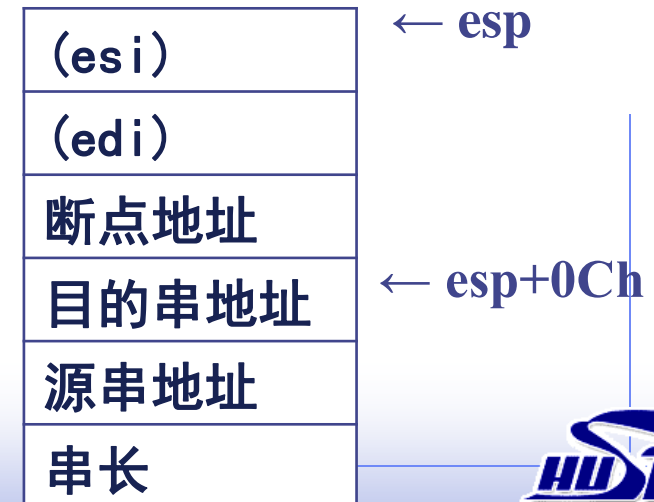 ← esp
(esi)
(edi)
断点地址
目的串地址
← esp+0Ch
源串地址
串长
HUS